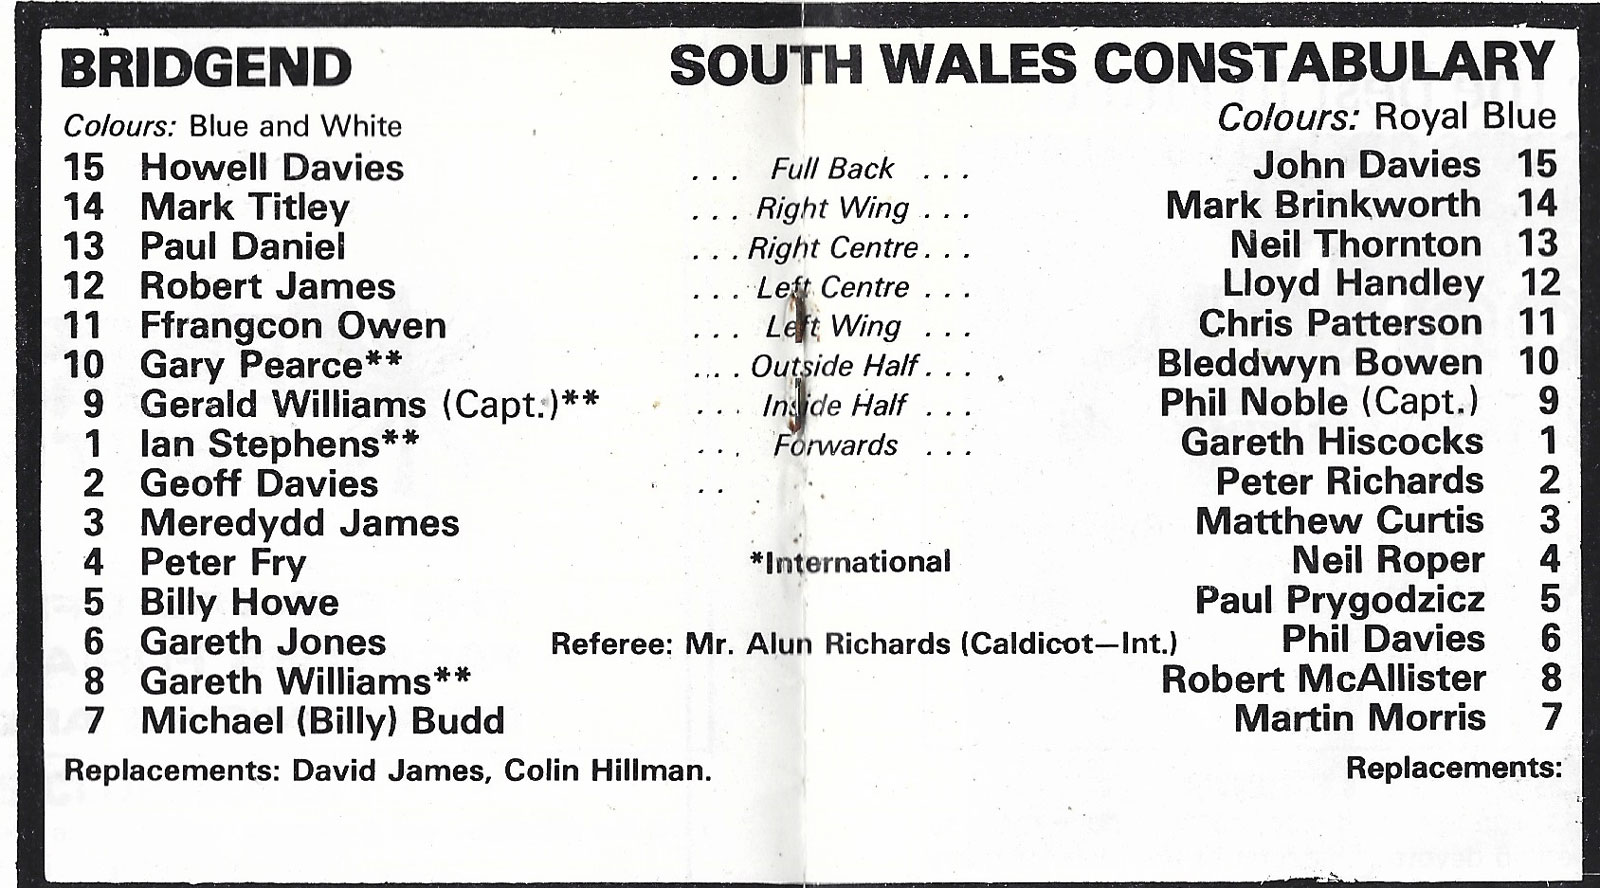 BRIDGEND SOUTH WALES CONSTABULARY
Colours: Blue and White Colours: Royal Blue
15 Howell Davies ... Full Back ... John Davies 15
14 Mark Titley ... Right Wing ... Mark Brinkworth 14
13 Paul Daniel ... Right Centre ... Neil Thornton 13
12 Robert James ... Left Centre ... Lloyd Handley 12
11 Ffrangcon Owen ... Left Wing ... Chris Patterson 11
10 Gary Pearce** ... Outside Half ... Bleddwyn Bowen 10
9 Gerald Williams (Capt.)** ... Inside Half ... Phil Noble (Capt.) 9
1 Ian Stephens** ... Forwards ... Gareth Hiscocks 1
2 Geoff Davies .. Peter Richards 2
3 Meredydd James Matthew Curtis 3
4 Peter Fry *International Neil Roper 4
5 Billy Howe Paul Prygodzicz 5
6 Gareth Jones Referee: Mr. Alun Richards (Caldicot—Int.) Phil Davies 6
8 Gareth Williams** Robert McAllister 8
7 Michael (Billy) Budd Martin Morris 7
Replacements: David James, Colin Hillman. Replacements: